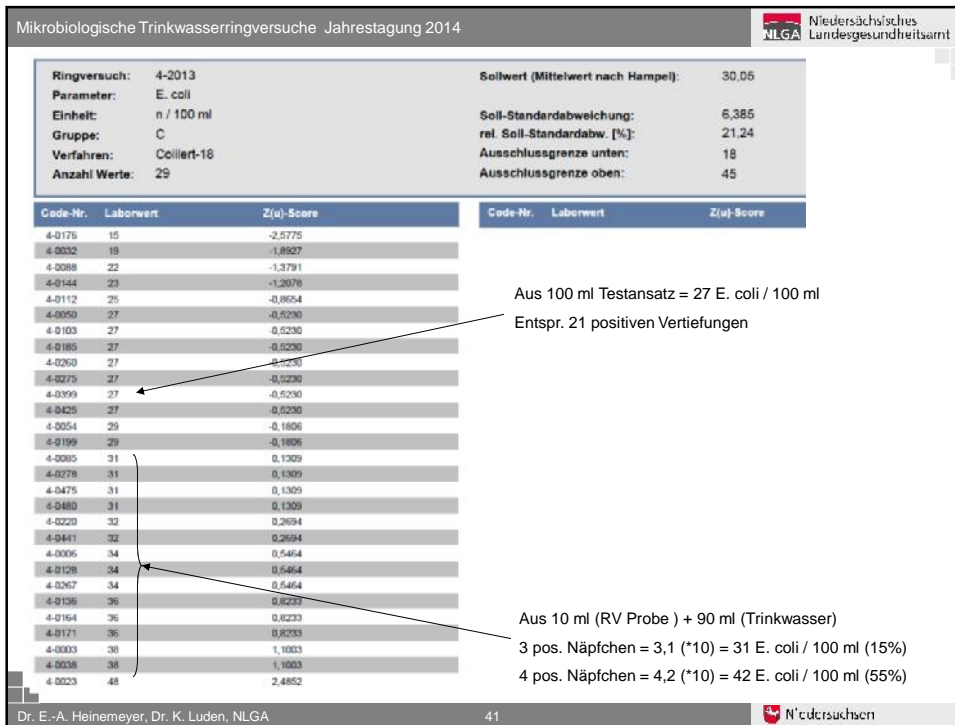 Mikrobiologische Trinkwasserringversuche Jahrestagung 2014
NLGA Niedersächsisches
Landesgesundheitsamt
Ringversuch: 4-2013
Parameter: E. coli
Einheit: n / 100 ml
Gruppe: C
Verfahren: Colilert-18
Anzahl Werte: 29
Sollwert (Mittelwert nach Hampel): 30,05
Soll-Standardabweichung: 6,385
rel. Soll-Standardabw. [%]: 21,24
Ausschlussgrenze unten: 18
Ausschlussgrenze oben: 45
Code-Nr. Laborwert Z(u)-Score
4-0176 15 -2,5775
4-0032 19 -1,8927
4-0088 22 -1,3791
4-0144 23 -1,2078
4-0112 25 -0,8654
4-0050 27 -0,5230
4-0103 27 -0,5230
4-0185 27 -0,5230
4-0260 27 -0,5230
4-0275 27 -0,5230
4-0399 27 -0,5230
4-0425 27 -0,5230
4-0054 29 -0,1806
4-0199 29 -0,1806
4-0085 31 0,1309
4-0278 31 0,1309
4-0475 31 0,1309
4-0480 31 0,1309
4-0220 32 0,2694
4-0441 32 0,2694
4-0006 34 0,5464
4-0128 34 0,5464
4-0267 34 0,5464
4-0136 36 0,8233
4-0164 36 0,8233
4-0171 36 0,8233
4-0003 38 1,1003
4-0038 38 1,1003
4-0023 48 2,4852
Code-Nr. Laborwert Z(u)-Score
Aus 100 ml Testansatz = 27 E. coli / 100 ml
Entspr. 21 positiven Vertiefungen
Aus 10 ml (RV Probe ) + 90 ml (Trinkwasser)
3 pos. Näpfchen = 3,1 (*10) = 31 E. coli / 100 ml (15%)
4 pos. Näpfchen = 4,2 (*10) = 42 E. coli / 100 ml (55%)
Dr. E.-A. Heinemeyer, Dr. K. Luden, NLGA
41
Niedersachsen